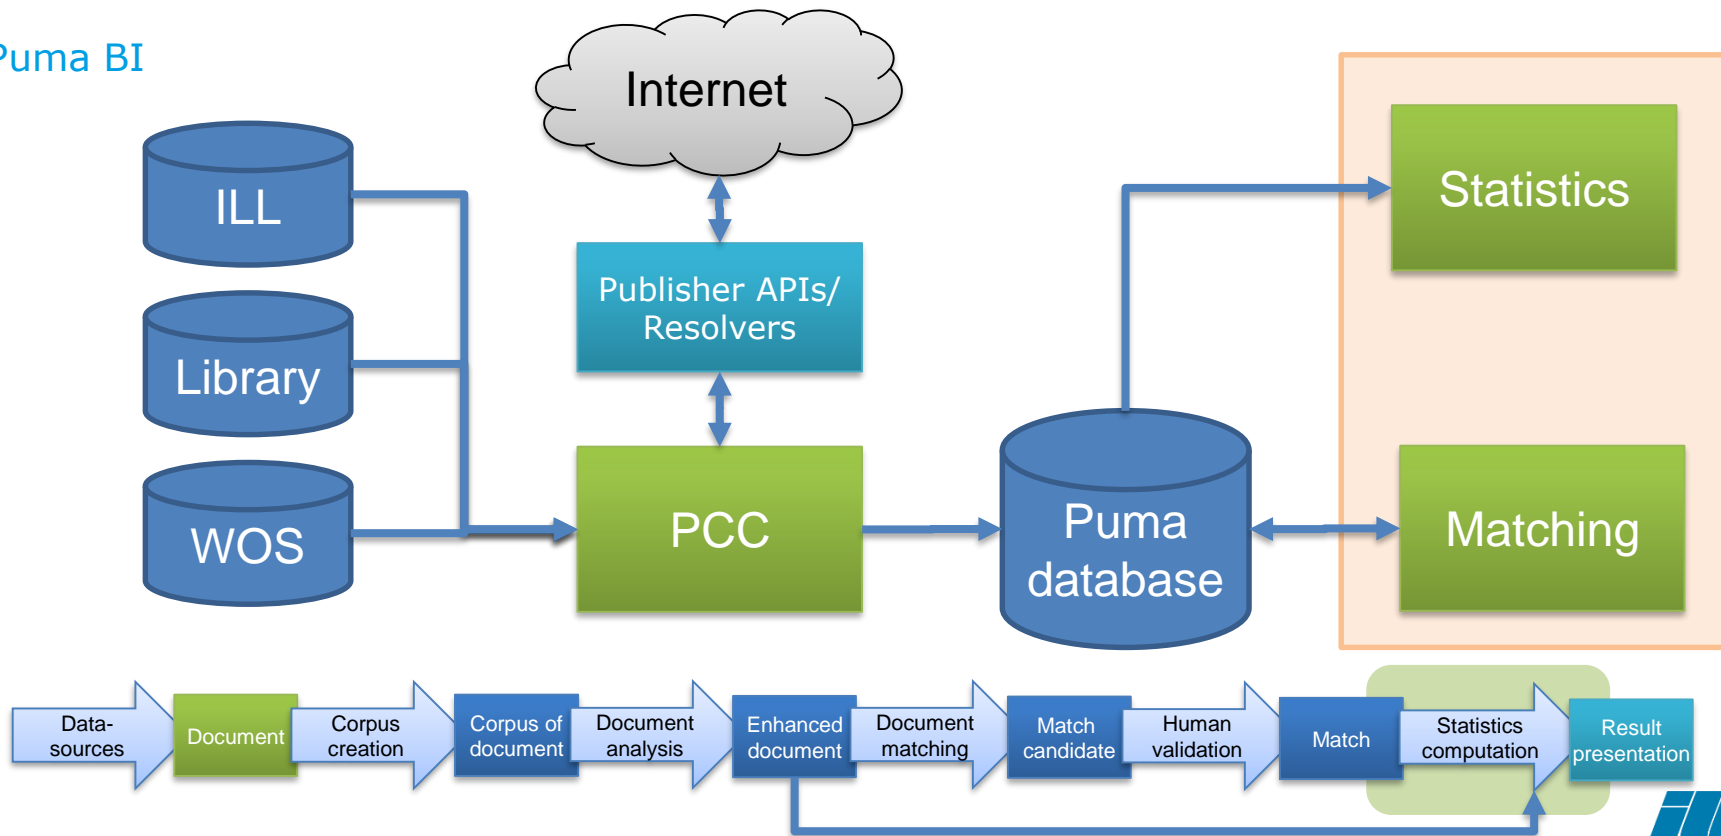 Puma BI
Internet
ILL
Statistics
Publisher APIs/
Resolvers
Library
WOS
PCC
Puma
database
Matching
Data-
sources
Document
Corpus
creation
Corpus of
document
Document
analysis
Enhanced
document
Document
matching
Match
candidate
Human
validation
Match
Statistics
computation
Result
presentation